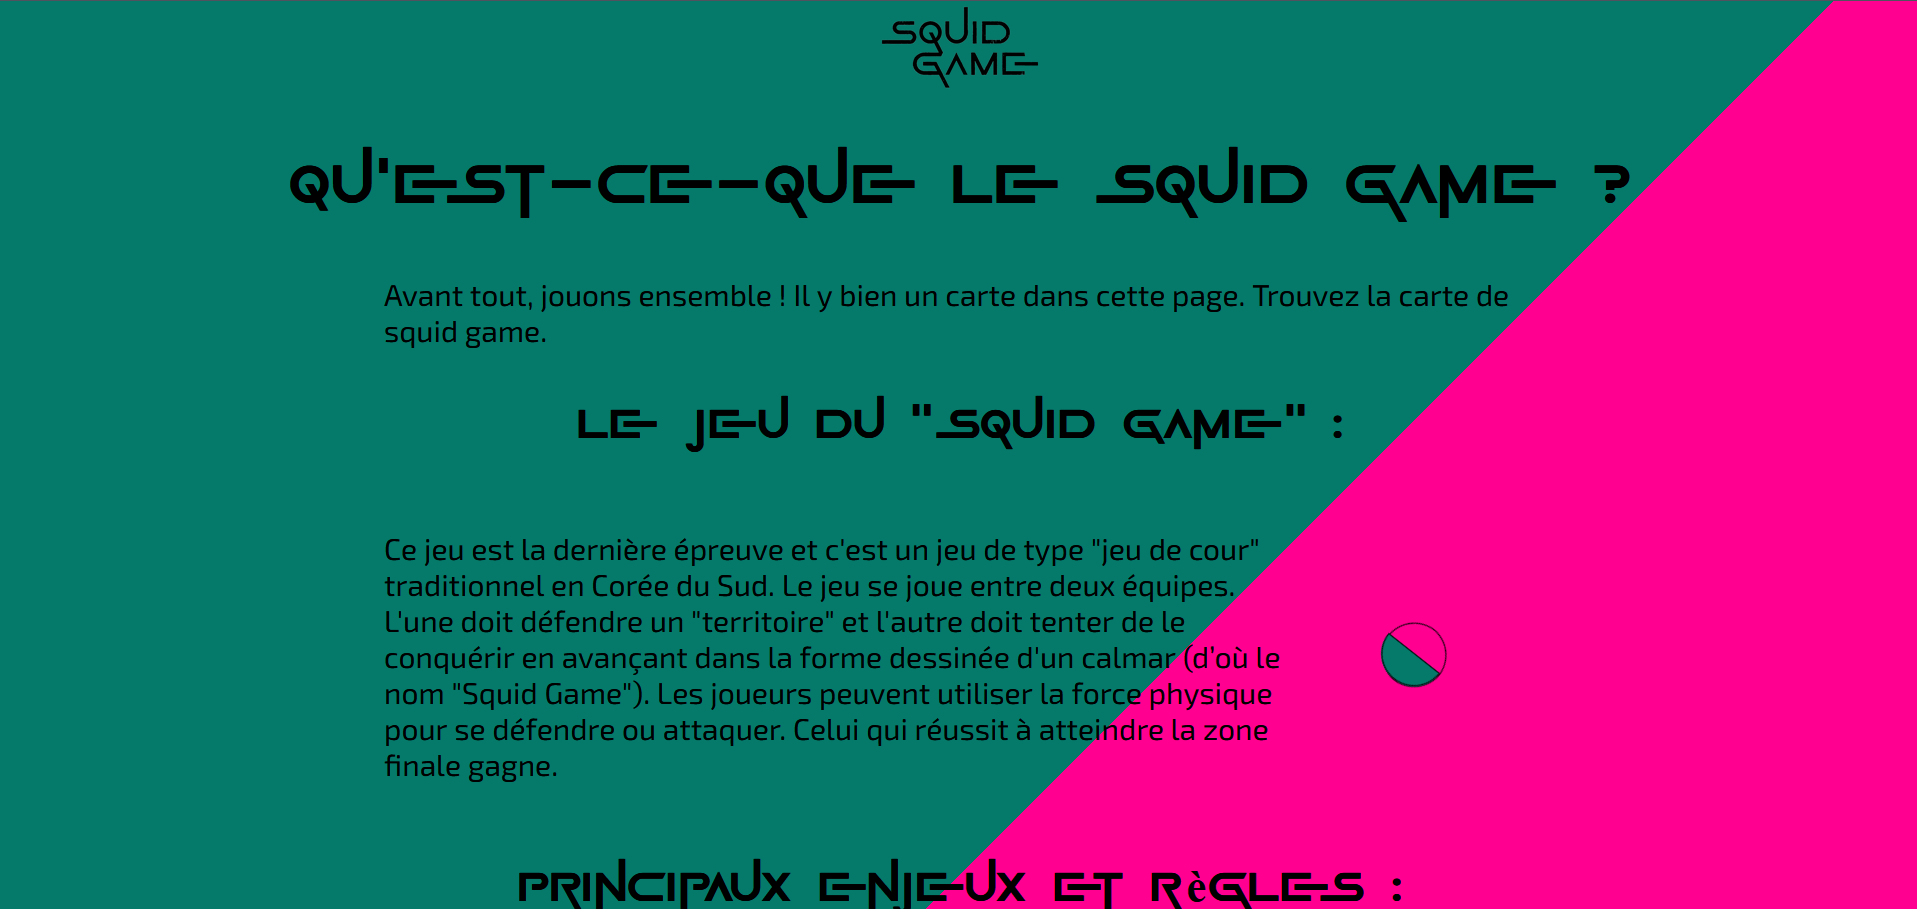 SQUID
GAME
QU'EST-CE-QUE LE SQUID GAME ?
Avant tout, jouons ensemble ! Il y bien un carte dans cette page. Trouvez la carte de
squid game.
LE JEU DU "SQUID GAME" :
Ce jeu est la dernière épreuve et c'est un jeu de type "jeu de cour"
traditionnel en Corée du Sud. Le jeu se joue entre deux équipes.
L'une doit défendre un "territoire" et l'autre doit tenter de le
conquérir en avançant dans la forme dessinée d'un calmar (d’où le
nom "Squid Game"). Les joueurs peuvent utiliser la force physique
pour se défendre ou attaquer. Celui qui réussit à atteindre la zone
finale gagne.
PRINCIPAUX ENJEUX ET RèGLES :